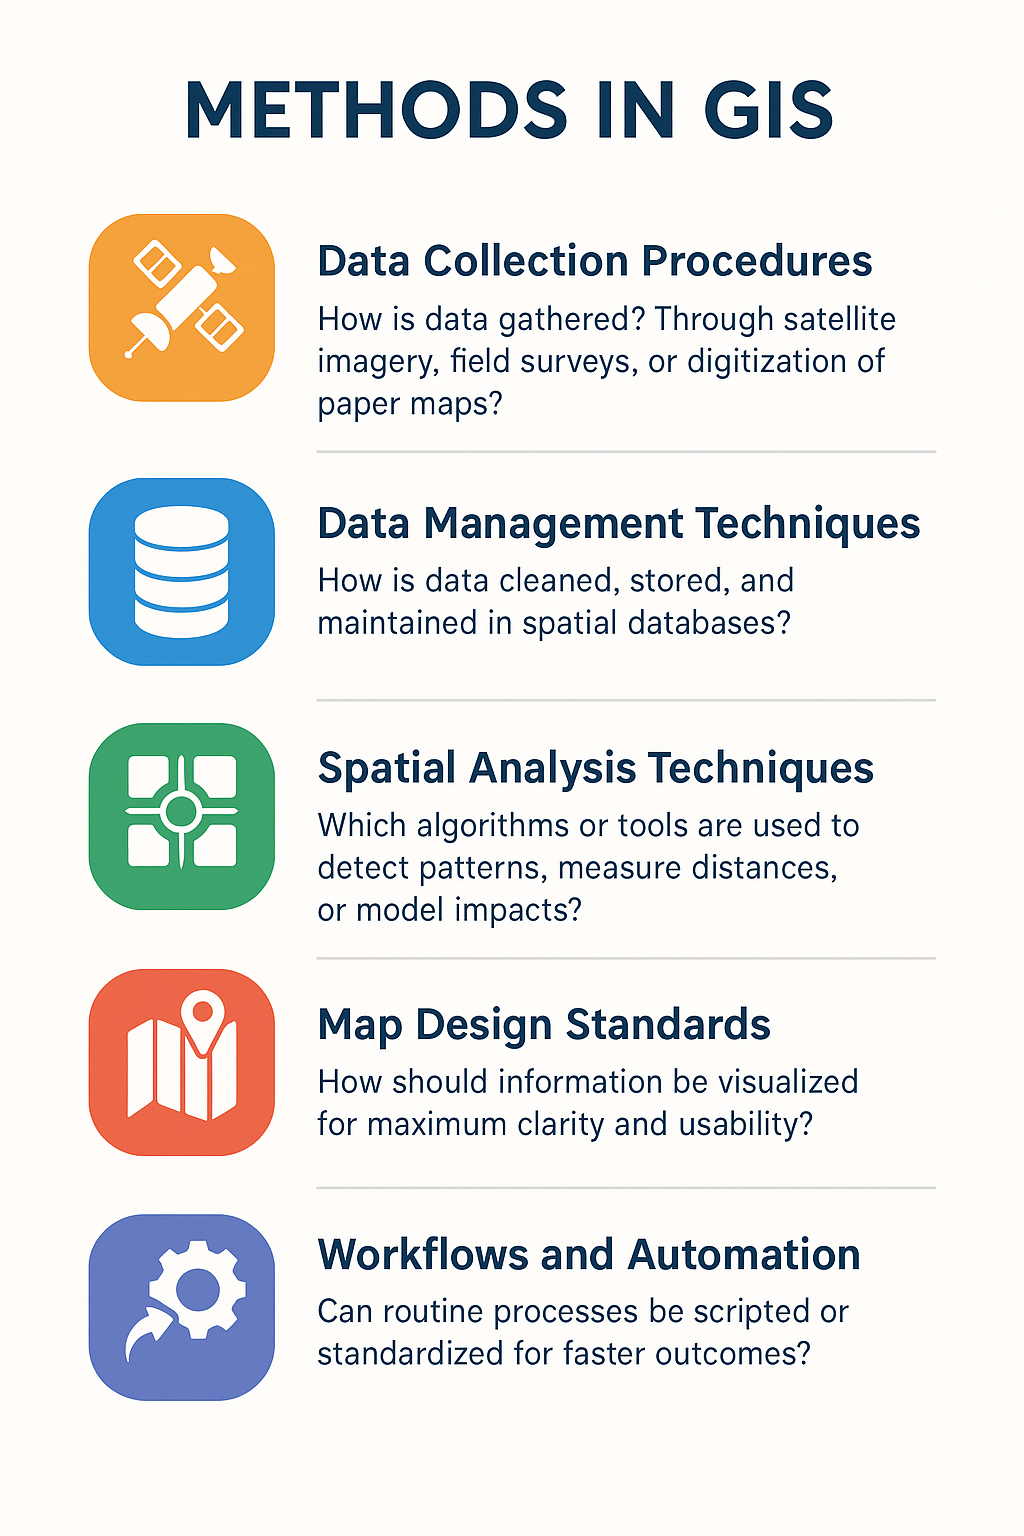 METHODS IN GIS
Data Collection Procedures
How is data gathered? Through satellite
imagery, field surveys, or digitization of
paper maps?
Data Management Techniques
How is data cleaned, stored, and
maintained in spatial databases?
Spatial Analysis Techniques
Which algorithms or tools are used to
detect patterns, measure distances,
or model impacts?
Map Design Standards
How should information be visualized
for maximum clarity and usability?
Workflows and Automation
Can routine processes be scripted or
standardized for faster outcomes?